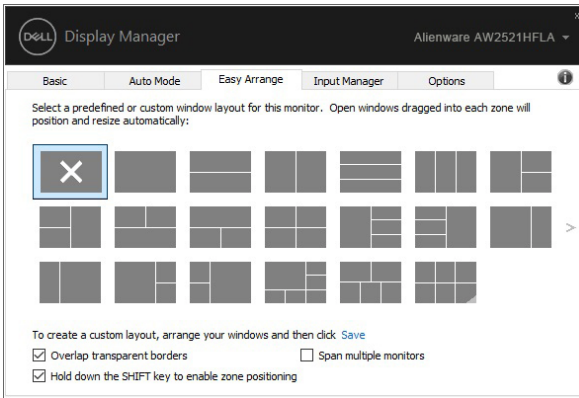 DELL Display Manager Alienware AW2521HFLA
Basic Auto Mode Easy Arrange Input Manager Options
Select a predefined or custom window layout for this monitor. Open windows dragged into each zone will
position and resize automatically:
To create a custom layout, arrange your windows and then click Save
Overlap transparent borders Span multiple monitors
Hold down the SHIFT key to enable zone positioning